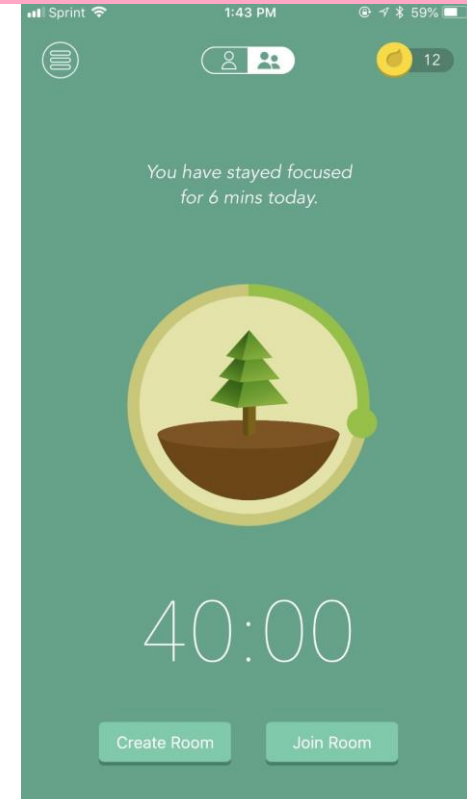 Sprint 1:43 PM 59%
12
You have stayed focused
for 6 mins today.
40:00
Create Room Join Room